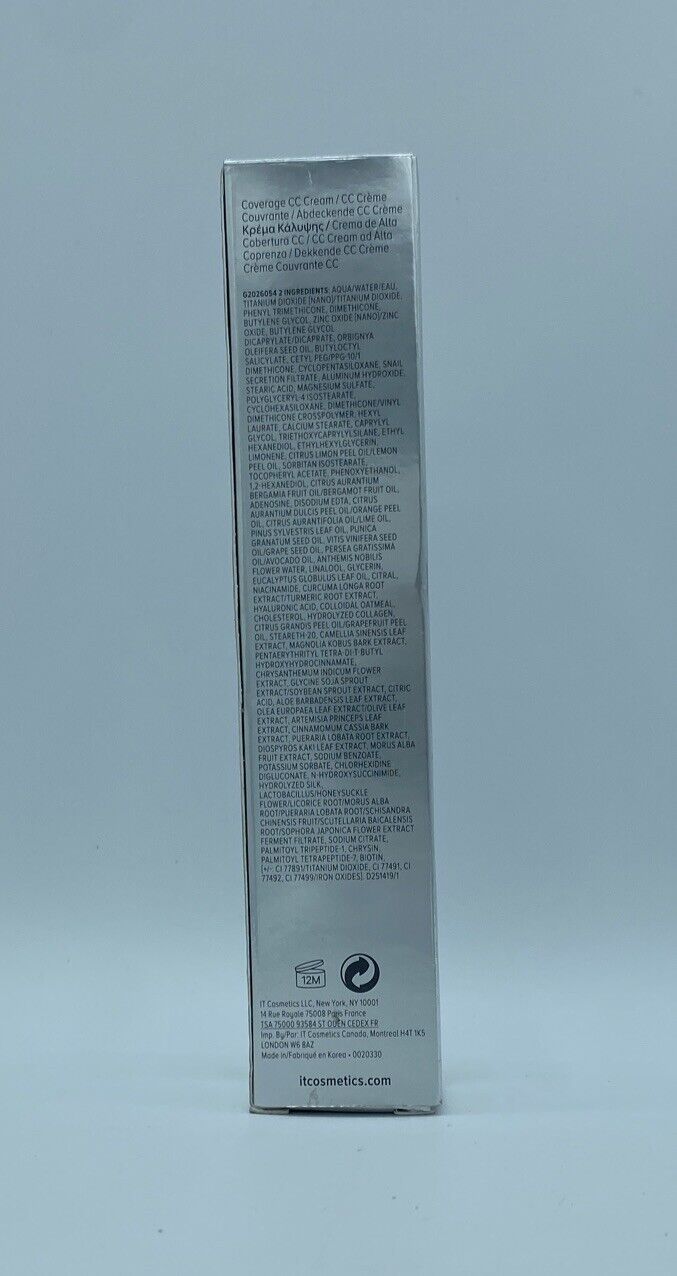 Coverage CC Cream / CC Crème
Couvrante / Abdeckende CC Crème
Κρέμα Κάλυψης / Crema de Alta
Cobertura CC / CC Cream ad Alta
Coprenza / Dekkende CC Crème
Crème Couvrante CC
G2026054 2 INGREDIENTS: AQUA/WATER/EAU,
TITANIUM DIOXIDE [NANO]/TITANIUM DIOXIDE,
PHENYL TRIMETHICONE, DIMETHICONE,
BUTYLENE GLYCOL, ZINC OXIDE [NANO]/ZINC
OXIDE, BUTYLENE GLYCOL
DICAPRYLATE/DICAPRATE, ORBIGNYA
OLEIFERA SEED OIL, BUTYLOCTYL
SALICYLATE, CETYL PEG/PPG-10/1
DIMETHICONE, CYCLOPENTASILOXANE, SNAIL
SECRETION FILTRATE, ALUMINUM HYDROXIDE,
STEARIC ACID, MAGNESIUM SULFATE,
POLYGLYCERYL-4 ISOSTEARATE,
CYCLOHEXASILOXANE, DIMETHICONE/VINYL
DIMETHICONE CROSSPOLYMER, HEXYL
LAURATE, CALCIUM STEARATE, CAPRYLYL
GLYCOL, TRIETHOXYCAPRYLYLSILANE, ETHYL
HEXANEDIOL, ETHYLHEXYLGLYCERIN,
LIMONENE, CITRUS LIMON PEEL OIL/LEMON
PEEL OIL, SORBITAN ISOSTEARATE,
TOCOPHERYL ACETATE, PHENOXYETHANOL,
1,2-HEXANEDIOL, CITRUS AURANTIUM
BERGAMIA FRUIT OIL/BERGAMOT FRUIT OIL,
ADENOSINE, DISODIUM EDTA, CITRUS
AURANTIUM DULCIS PEEL OIL/ORANGE PEEL
OIL, CITRUS AURANTIFOLIA OIL/LIME OIL,
PINUS SYLVESTRIS LEAF OIL, PUNICA
GRANATUM SEED OIL, VITIS VINIFERA SEED
OIL/GRAPE SEED OIL, PERSEA GRATISSIMA
OIL/AVOCADO OIL, ANTHEMIS NOBILIS
FLOWER WATER, LINALOOL, GLYCERIN,
EUCALYPTUS GLOBULUS LEAF OIL, CITRAL,
NIACINAMIDE, CURCUMA LONGA ROOT
EXTRACT/TURMERIC ROOT EXTRACT,
HYALURONIC ACID, COLLOIDAL OATMEAL,
CHOLESTEROL, HYDROLYZED COLLAGEN,
CITRUS GRANDIS PEEL OIL/GRAPEFRUIT PEEL
OIL, STEARETH-20, CAMELLIA SINENSIS LEAF
EXTRACT, MAGNOLIA KOBUS BARK EXTRACT,
PENTAERYTHRITYL TETRA-DI-T-BUTYL
HYDROXYHYDROCINNAMATE,
CHRYSANTHEMUM INDICUM FLOWER
EXTRACT, GLYCINE SOJA SPROUT
EXTRACT/SOYBEAN SPROUT EXTRACT, CITRIC
ACID, ALOE BARBADENSIS LEAF EXTRACT,
OLEA EUROPAEA LEAF EXTRACT/OLIVE LEAF
EXTRACT, ARTEMISIA PRINCEPS LEAF
EXTRACT, CINNAMOMUM CASSIA BARK
EXTRACT, PUERARIA LOBATA ROOT EXTRACT,
DIOSPYROS KAKI LEAF EXTRACT, MORUS ALBA
FRUIT EXTRACT, SODIUM BENZOATE,
POTASSIUM SORBATE, CHLORHEXIDINE
DIGLUCONATE, N-HYDROXYSUCCINIMIDE,
HYDROLYZED SILK,
LACTOBACILLUS/HONEYSUCKLE
FLOWER/LICORICE ROOT/MORUS ALBA
ROOT/PUERARIA LOBATA ROOT/SCHISANDRA
CHINENSIS FRUIT/SCUTELLARIA BAICALENSIS
ROOT/SOPHORA JAPONICA FLOWER EXTRACT
FERMENT FILTRATE, SODIUM CITRATE,
PALMITOYL TRIPEPTIDE-1, CHRYSIN,
PALMITOYL TETRAPEPTIDE-7, BIOTIN,
[+/- CI 77891/TITANIUM DIOXIDE, CI 77491, CI
77492, CI 77499/IRON OXIDES]. D251419/1
12M
IT Cosmetics LLC, New York, NY 10001
14 Rue Royale 75008 Paris France
TSA 75000 93584 ST OUEN CEDEX FR
Imp. By/Par: IT Cosmetics Canada, Montreal H4T 1K5
LONDON W6 8AZ
Made in/Fabriqué en Korea • 0020330
itcosmetics.com